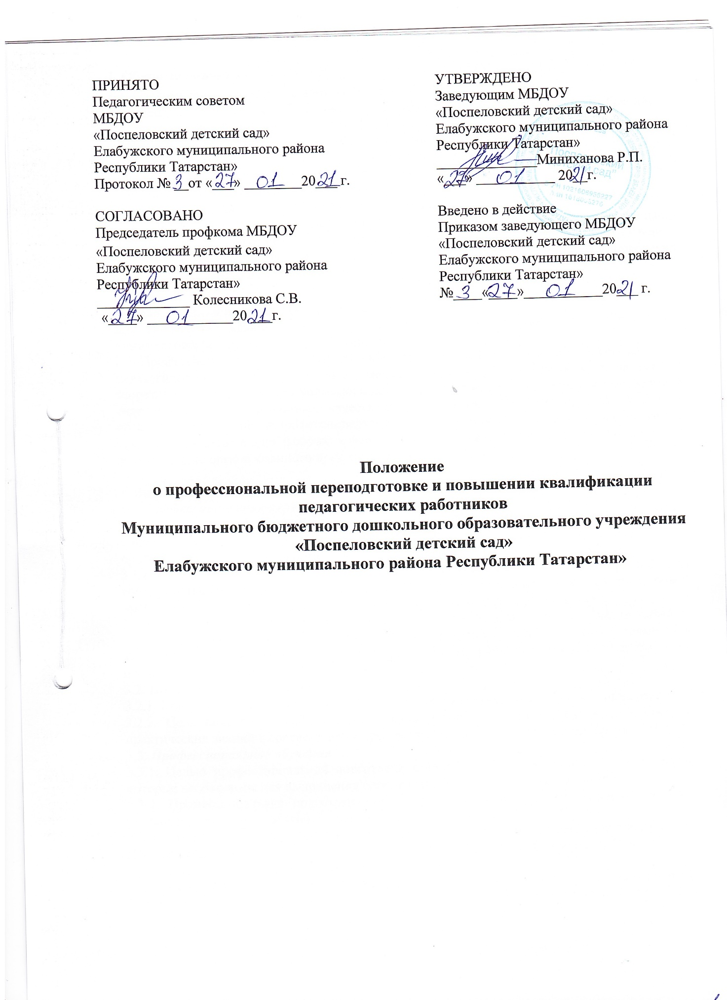 ПРИНЯТО
Педагогическим советом
МБДОУ
«Поспеловский детский сад»
Елабужского муниципального района
Республики Татарстан»
Протокол № 3 от «27» 01 2021 г.
СОГЛАСОВАНО
Председатель профкома МБДОУ
«Поспеловский детский сад»
Елабужского муниципального района
Республики Татарстан»
Колесникова С.В.
«27» 01 2021 г.
УТВЕРЖДЕНО
Заведующим МБДОУ
«Поспеловский детский сад»
Елабужского муниципального района
Республики Татарстан»
Миниханова Р.П.
«27» 01 2021 г.
Введено в действие
Приказом заведующего МБДОУ
«Поспеловский детский сад»
Елабужского муниципального района
Республики Татарстан»
№ 3 «27» 01 2021 г.
Положение
о профессиональной переподготовке и повышении квалификации
педагогических работников
Муниципального бюджетного дошкольного образовательного учреждения
«Поспеловский детский сад»
Елабужского муниципального района Республики Татарстан»